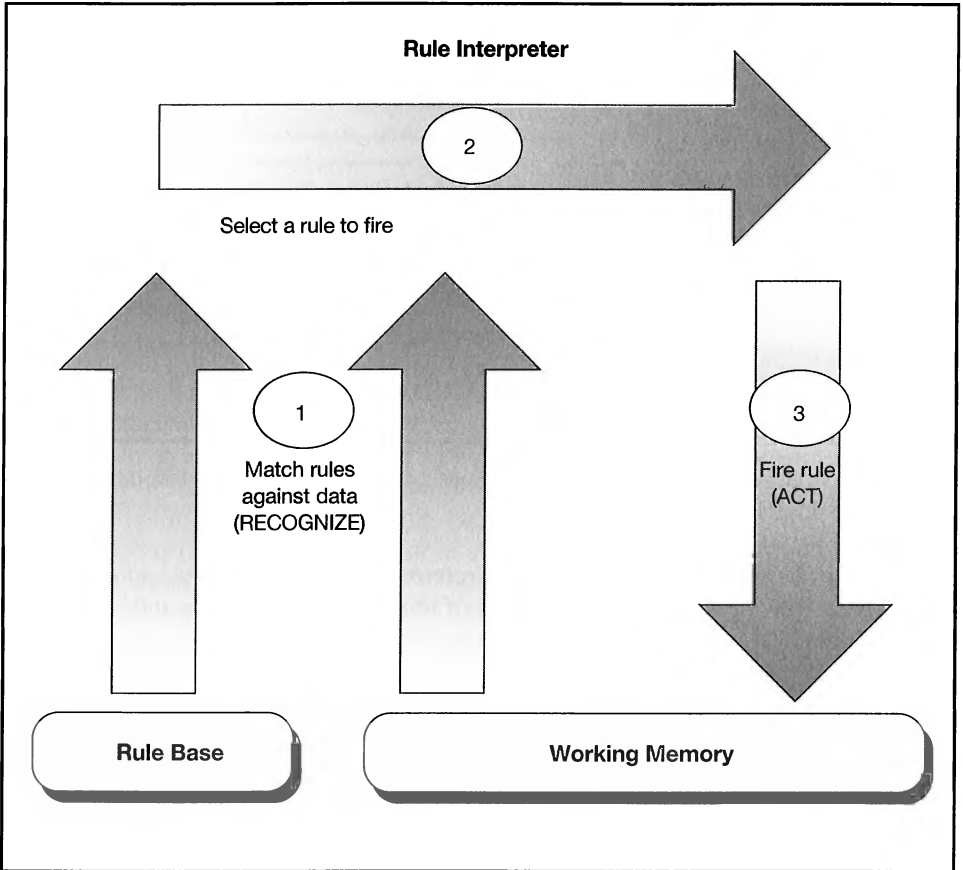 Rule Interpreter
2
Select a rule to fire
1
Match rules
against data
(RECOGNIZE)
3
Fire rule
(ACT)
Rule Base
Working Memory